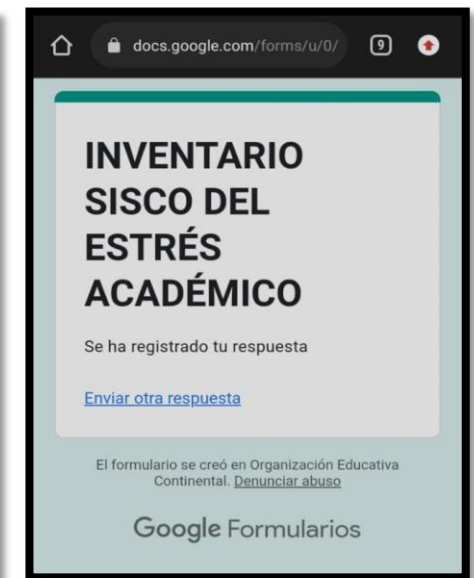 docs.google.com/forms/u/0/
9
INVENTARIO
SISCO DEL
ESTRÉS
ACADÉMICO
Se ha registrado tu respuesta
Enviar otra respuesta
El formulario se creó en Organización Educativa
Continental. Denunciar abuso
Google Formularios